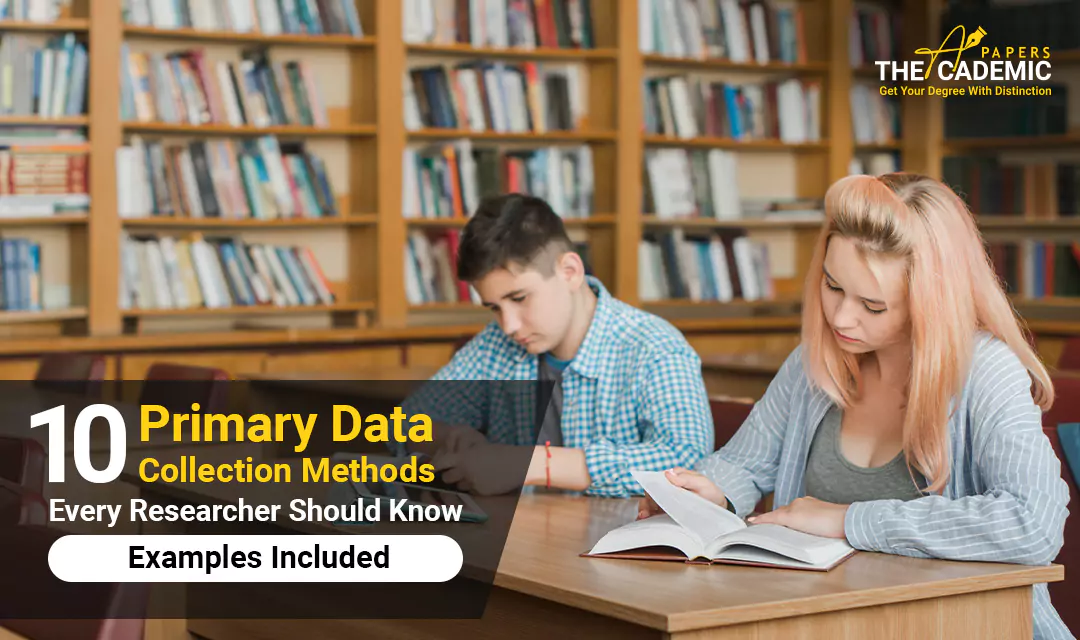 PAPERS
THE ACADEMIC
Get Your Degree With Distinction
10 Primary Data
Collection Methods
Every Researcher Should Know
Examples Included